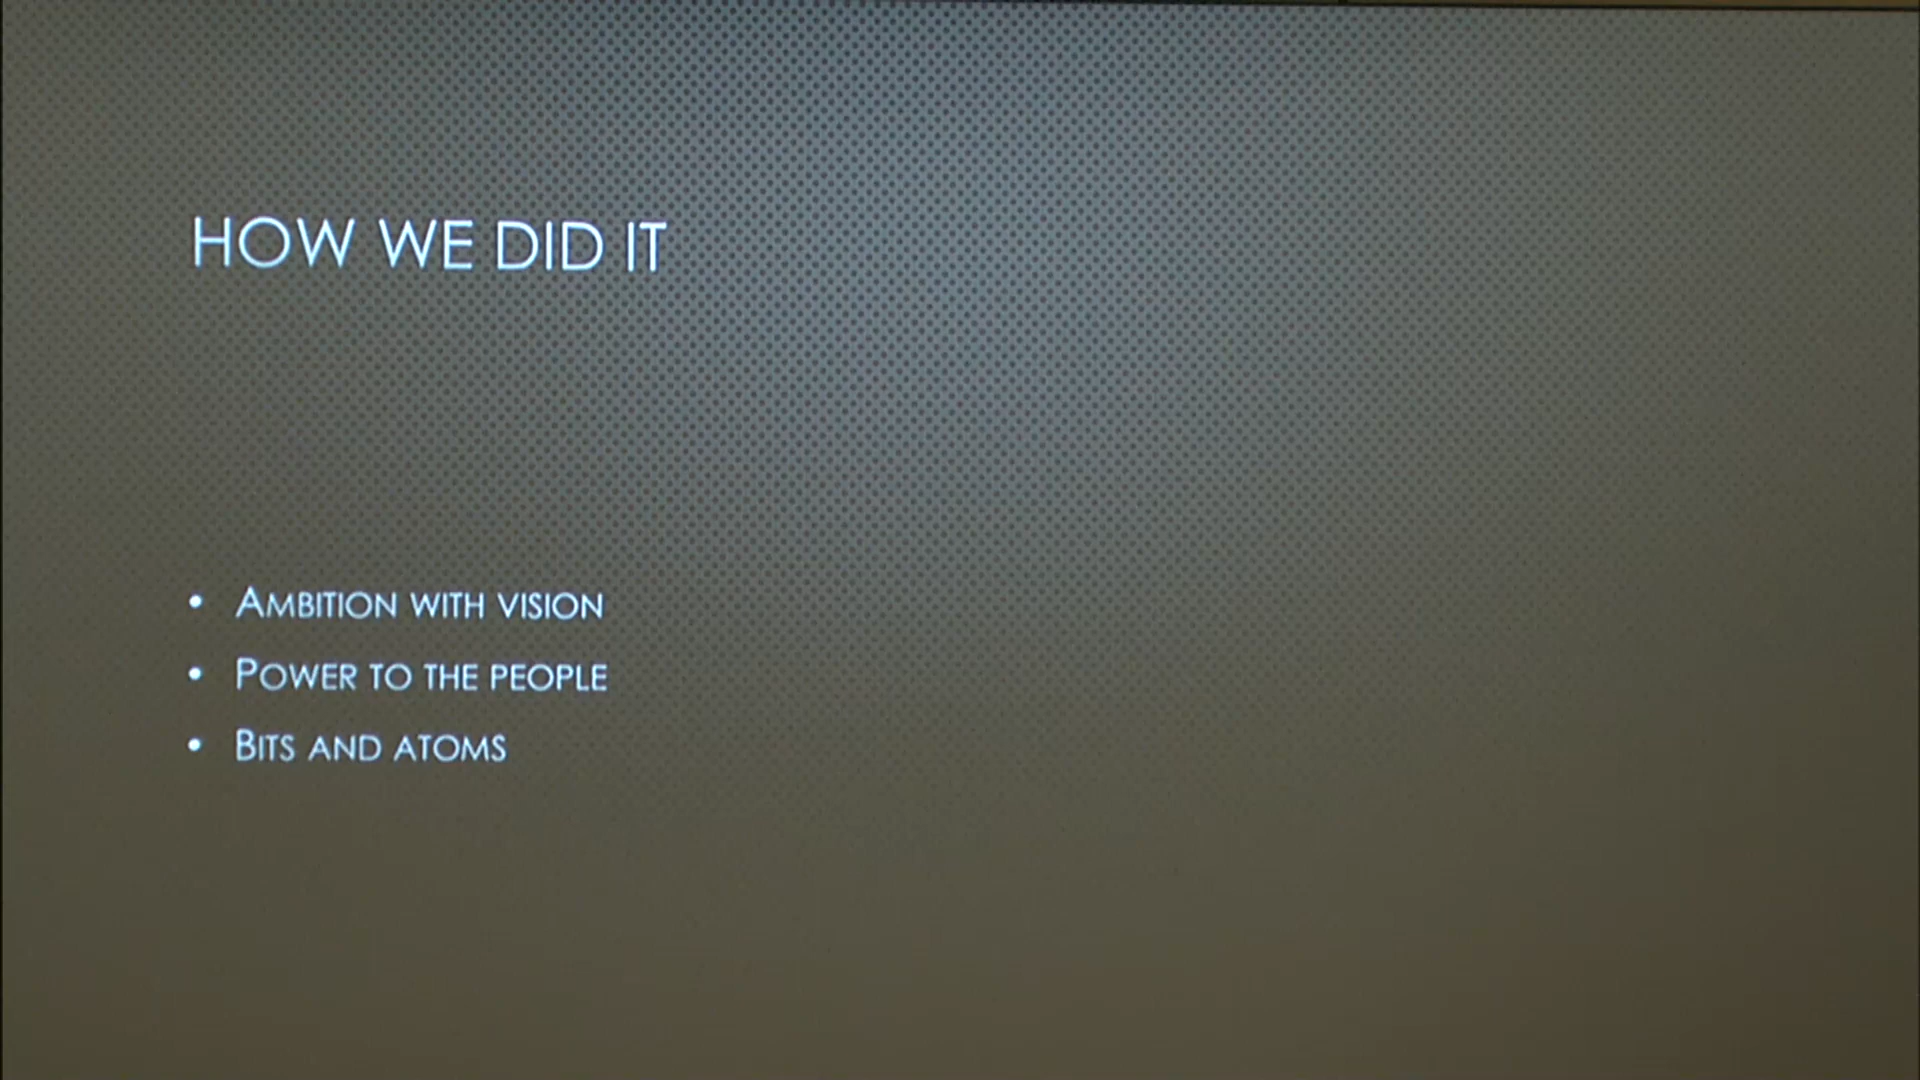 HOW WE DID IT
• AMBITION WITH VISION
• POWER TO THE PEOPLE
• BITS AND ATOMS